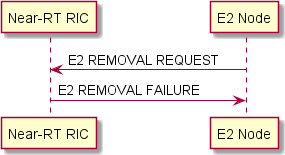 Near-RT RIC
E2 Node
E2 REMOVAL REQUEST
E2 REMOVAL FAILURE
Near-RT RIC
E2 Node